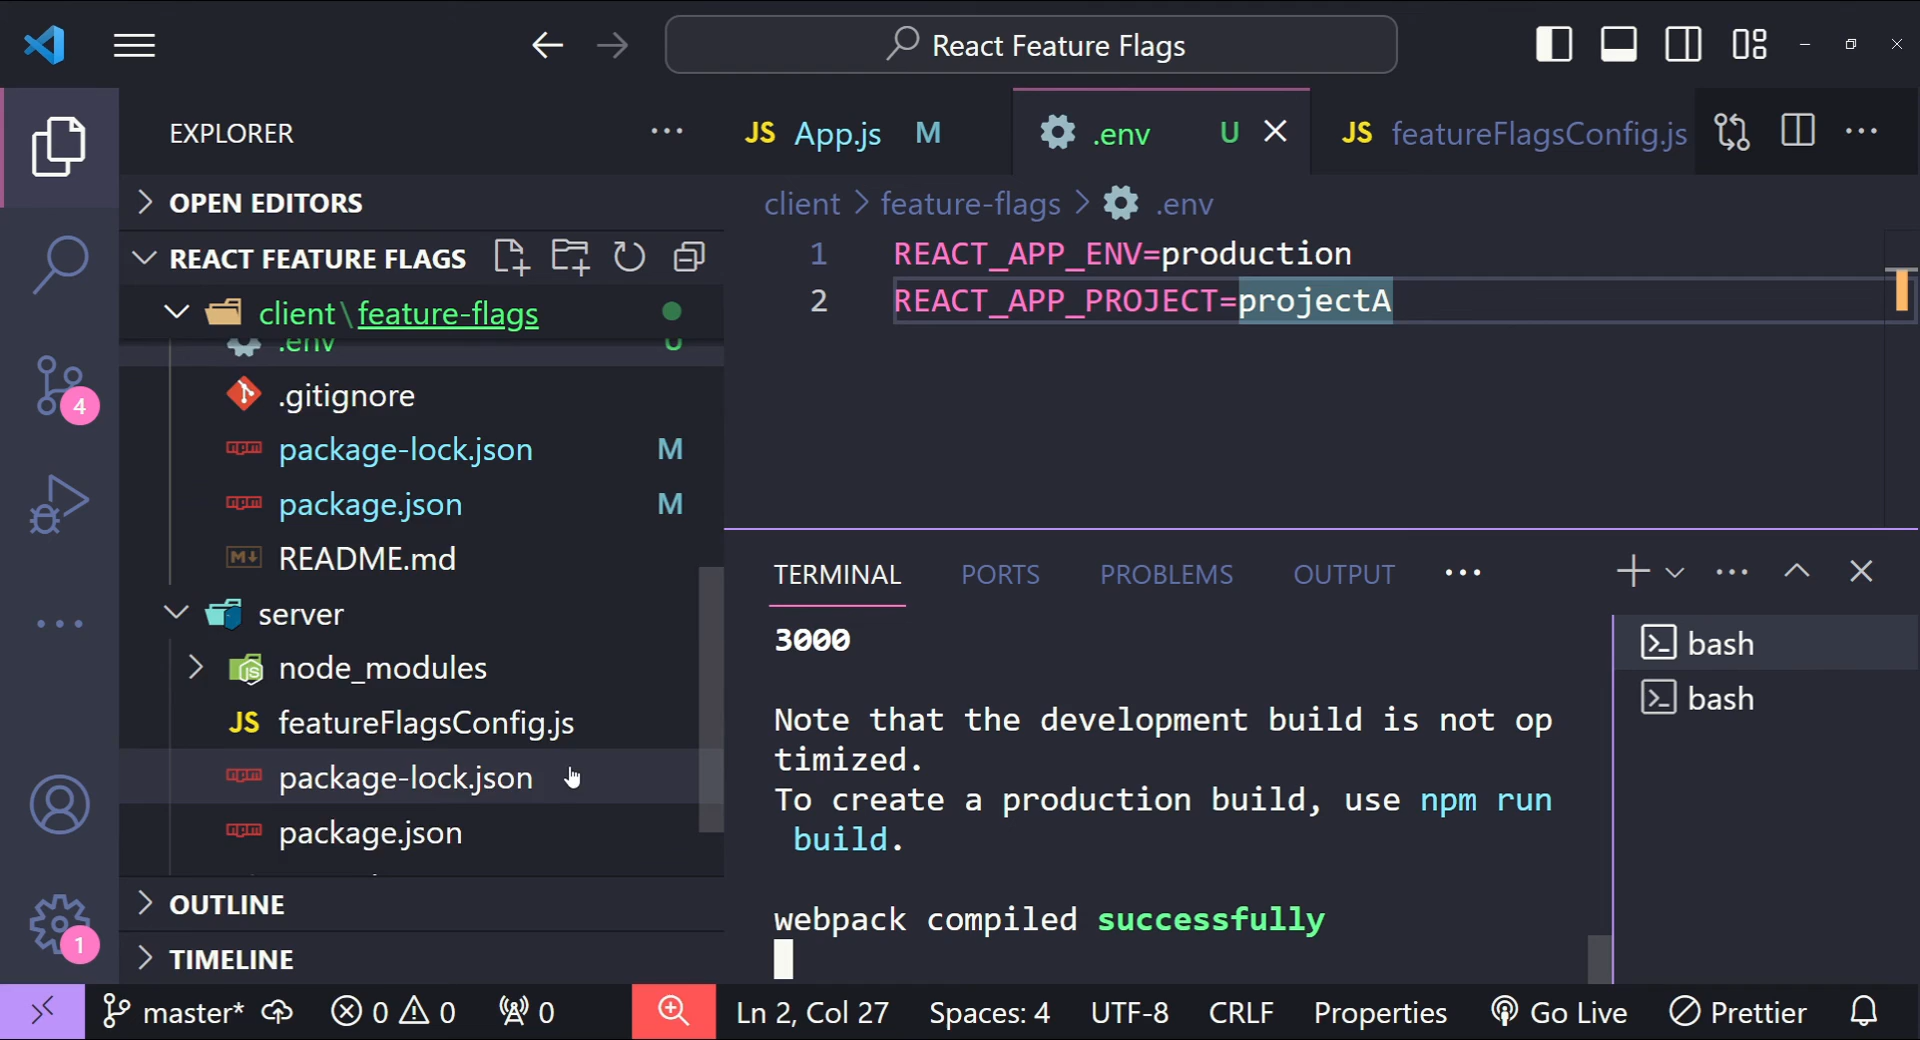 React Feature Flags
EXPLORER
OPEN EDITORS
REACT FEATURE FLAGS
client\feature-flags
.env U
.gitignore
package-lock.json M
package.json M
README.md
server
node_modules
JS featureFlagsConfig.js
package-lock.json
package.json
OUTLINE
TIMELINE
4
1
JS App.js M
.env U
JS featureFlagsConfig.js
client > feature-flags > .env
1 REACT_APP_ENV=production
2 REACT_APP_PROJECT=projectA
TERMINAL PORTS PROBLEMS OUTPUT
3000
Note that the development build is not op
timized.
To create a production build, use npm run
build.
webpack compiled successfully
bash
bash
master* 0 0 0 Ln 2, Col 27 Spaces: 4 UTF-8 CRLF Properties Go Live Prettier